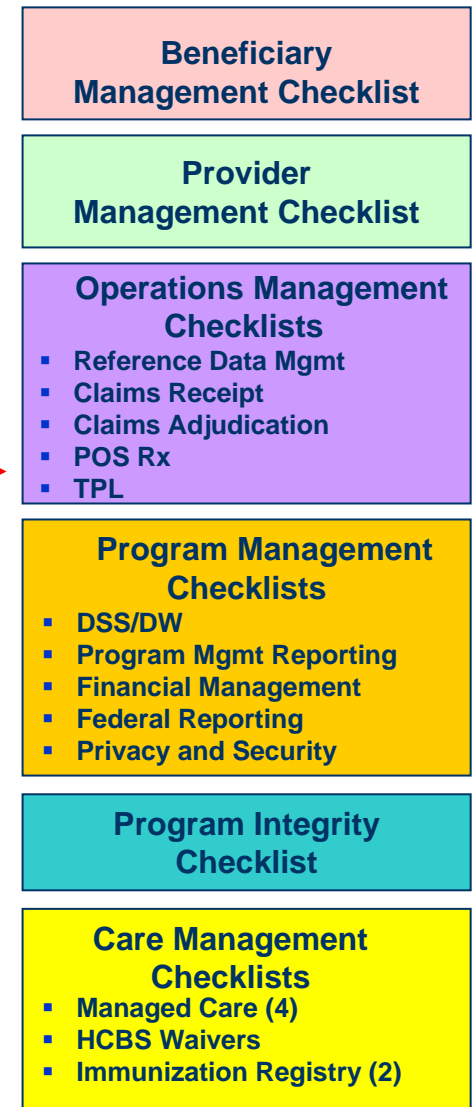 Beneficiary
Management Checklist
Provider
Management Checklist
Operations Management
Checklists
▪ Reference Data Mgmt
▪ Claims Receipt
▪ Claims Adjudication
▪ POS Rx
▪ TPL
Program Management
Checklists
▪ DSS/DW
▪ Program Mgmt Reporting
▪ Financial Management
▪ Federal Reporting
▪ Privacy and Security
Program Integrity
Checklist
Care Management
Checklists
▪ Managed Care (4)
▪ HCBS Waivers
▪ Immunization Registry (2)